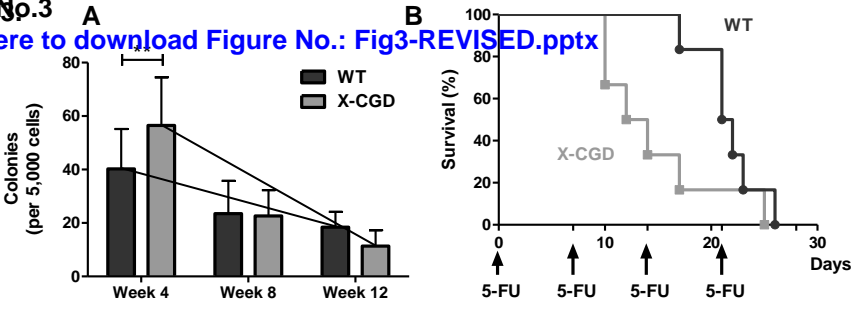 No.3
A
B
ere to download Figure No.: Fig3-REVISED.pptx
**
Colonies
(per 5,000 cells)
80
60
40
20
0
WT
X-CGD
Week 4
Week 8
Week 12
Survival (%)
100
80
60
40
20
0
WT
X-CGD
0
10
20
30
Days
5-FU
5-FU
5-FU
5-FU